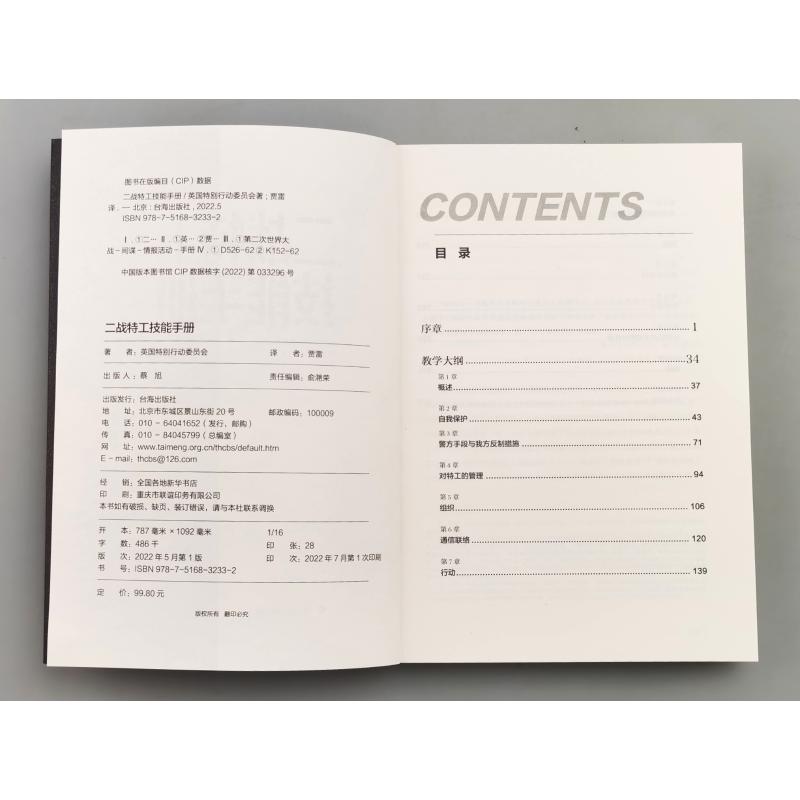 图书在版编目（CIP）数据
二战特工技能手册 / 英国特别行动委员会著；贾雷
译. — 北京：台海出版社，2022.5
ISBN 978-7-5168-3233-2
Ⅰ. ①二… Ⅱ. ①英… ②贾… Ⅲ. ①第二次世界大
战－间谍－情报活动－手册 Ⅳ. ① D526-62 ② K152-62
中国版本图书馆 CIP 数据核字（2022）第 033296 号
二战特工技能手册
著 者：英国特别行动委员会 译 者：贾雷
出 版 人：蔡 旭 责任编辑：俞滟荣
出版发行：台海出版社
地 址：北京市东城区景山东街 20 号 邮政编码：100009
电 话：010 - 64041652（发行，邮购）
传 真：010 - 84045799（总编室）
网 址：www.taimeng.org.cn/thcbs/default.htm
E - mail：thcbs@126.com
经 销：全国各地新华书店
印 刷：重庆市联谊印务有限公司
本书如有破损、缺页、装订错误，请与本社联系调换
开 本：787 毫米 × 1092 毫米 1/16
字 数：486 千 印 张：28
版 次：2022 年 5 月第 1 版 印 次：2022 年 7 月第 1 次印刷
书 号：ISBN 978-7-5168-3233-2
定 价：99.80 元
版权所有 翻印必究
CONTENTS
目 录
序章 1
教学大纲 34
第 1 章
概述 37
第 2 章
自我保护 43
第 3 章
警方手段与我方反制措施 71
第 4 章
对特工的管理 94
第 5 章
组织 106
第 6 章
通信联络 120
第 7 章
行动 139